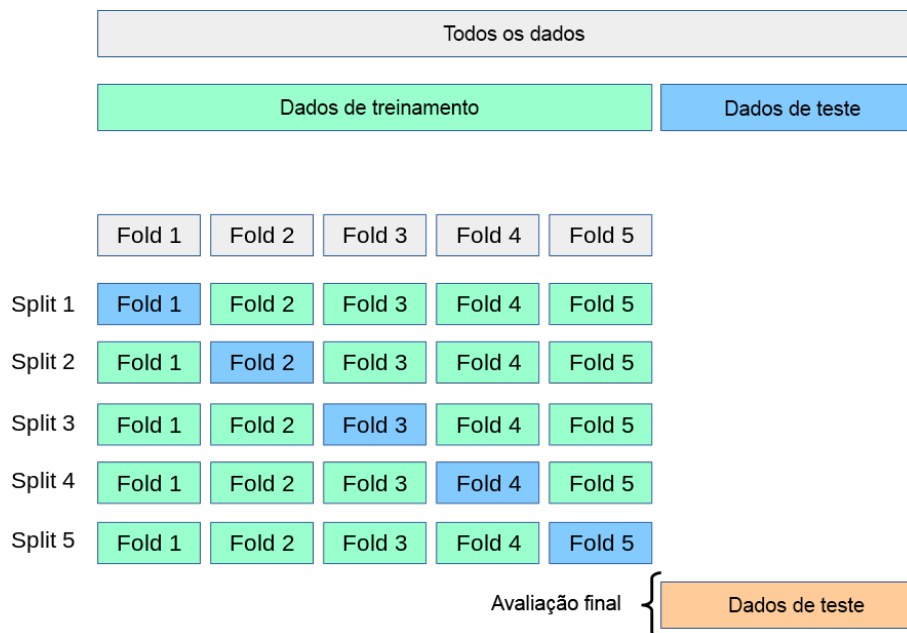 Todos os dados
Dados de treinamento Dados de teste
Fold 1 Fold 2 Fold 3 Fold 4 Fold 5
Split 1 Fold 1 Fold 2 Fold 3 Fold 4 Fold 5
Split 2 Fold 1 Fold 2 Fold 3 Fold 4 Fold 5
Split 3 Fold 1 Fold 2 Fold 3 Fold 4 Fold 5
Split 4 Fold 1 Fold 2 Fold 3 Fold 4 Fold 5
Split 5 Fold 1 Fold 2 Fold 3 Fold 4 Fold 5
Avaliação final Dados de teste